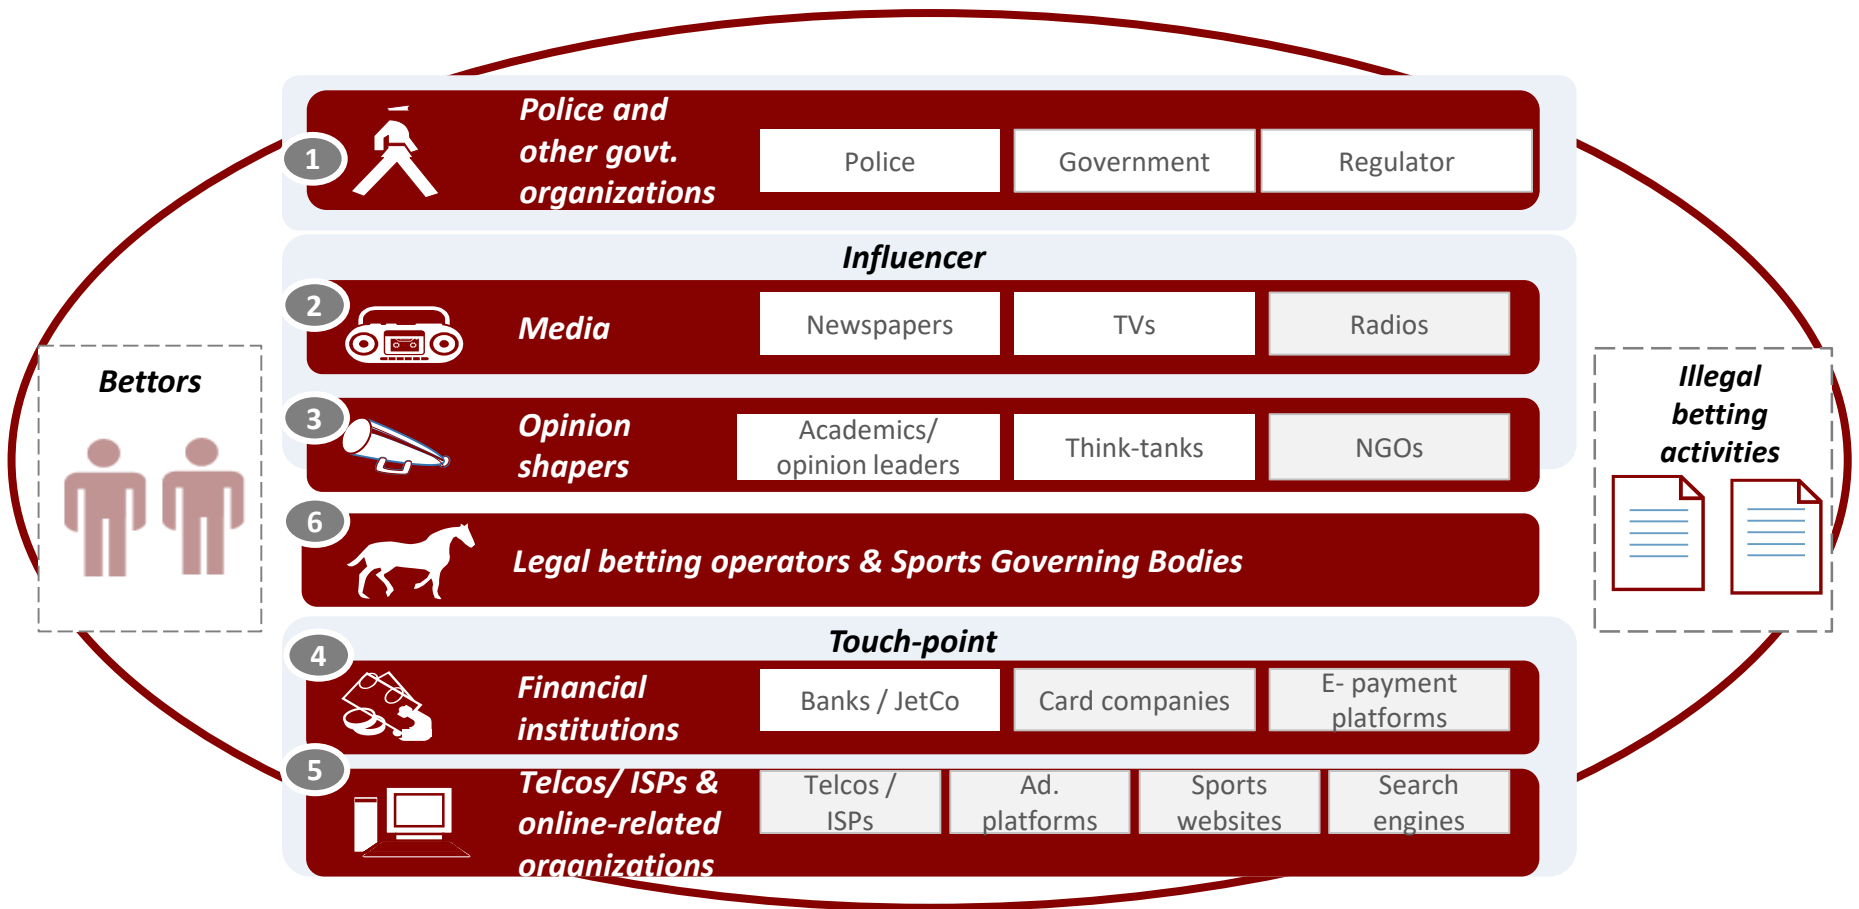 1
Police and
other govt.
organizations
Police
Government
Regulator
Influencer
2
Media
Newspapers
TVs
Radios
3
Opinion
shapers
Academics/
opinion leaders
Think-tanks
NGOs
Bettors
Illegal
betting
activities
6
Legal betting operators & Sports Governing Bodies
Touch-point
4
Financial
institutions
Banks / JetCo
Card companies
E- payment
platforms
5
Telcos/ ISPs &
online-related
organizations
Telcos /
ISPs
Ad.
platforms
Sports
websites
Search
engines